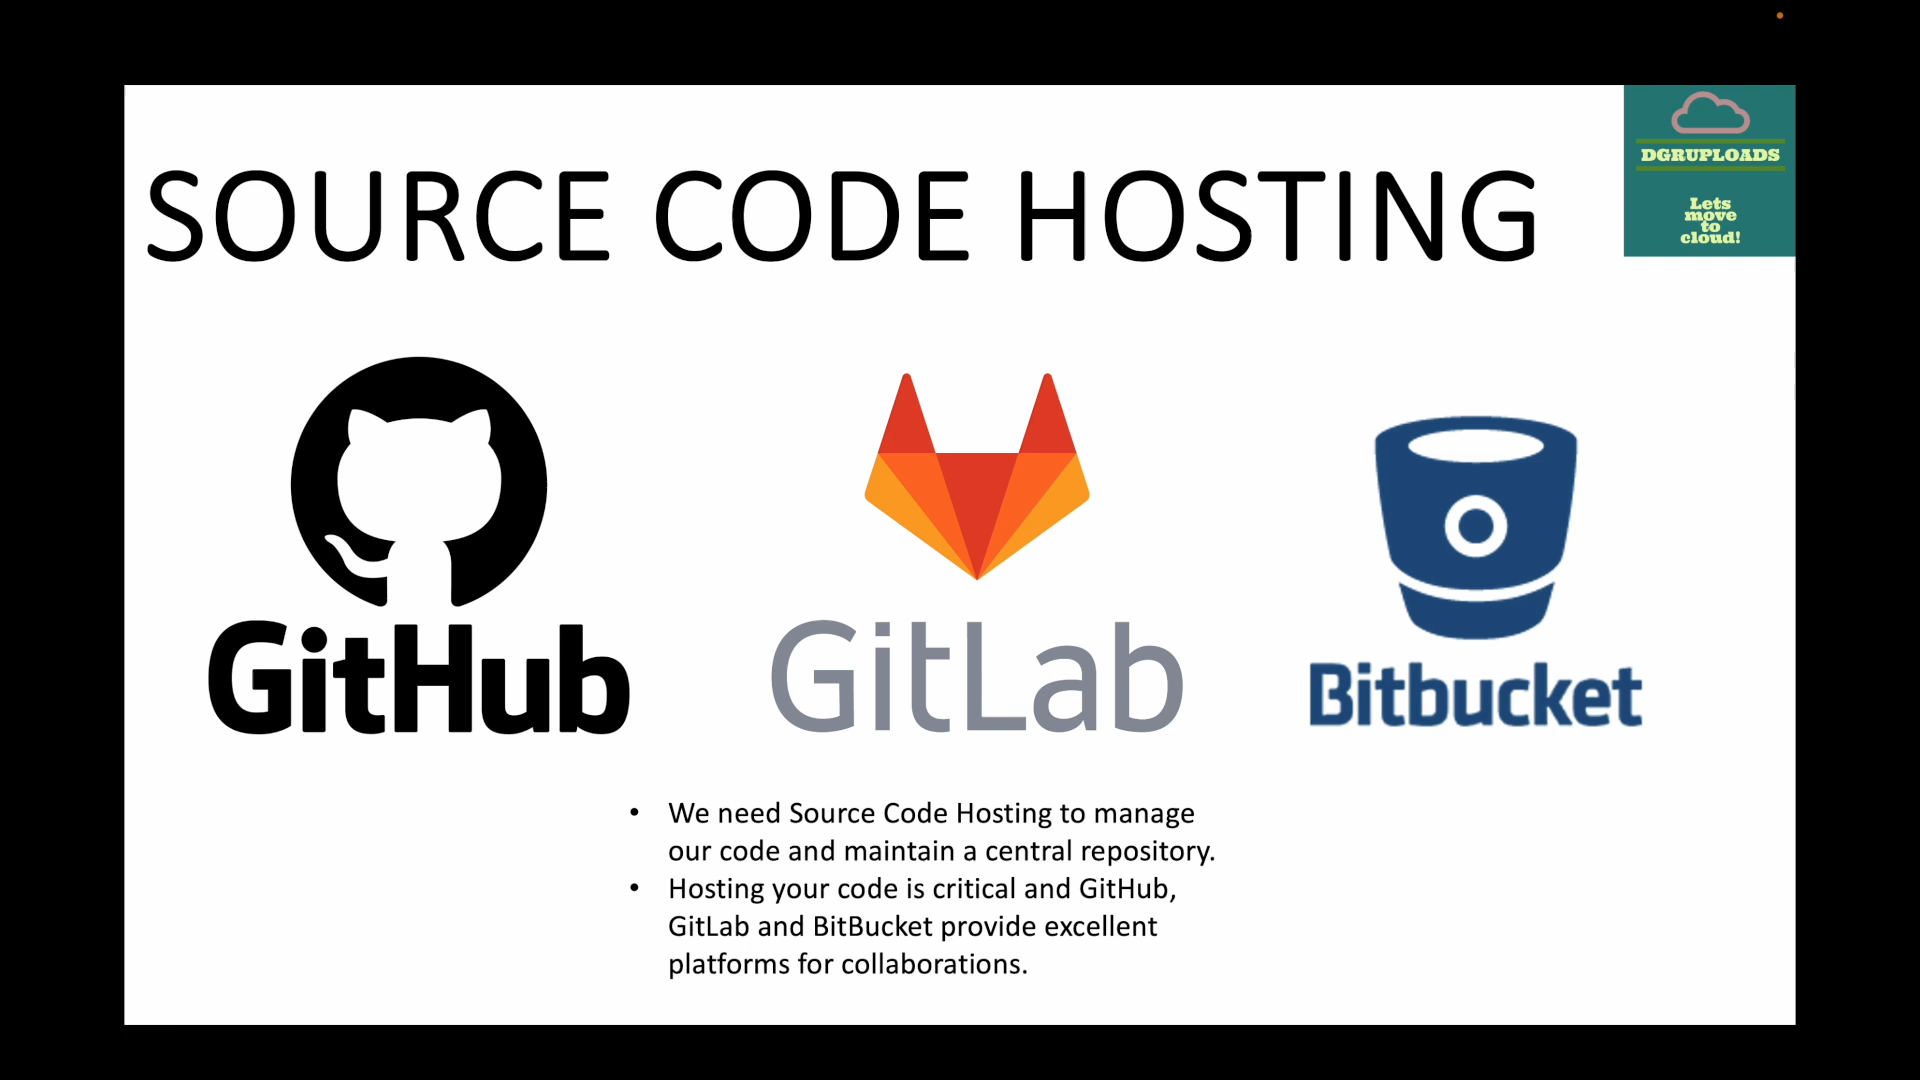 SOURCE CODE HOSTING
DGRUPLOADS
Lets
move
to
cloud!
GitHub
GitLab
Bitbucket
• We need Source Code Hosting to manage
our code and maintain a central repository.
• Hosting your code is critical and GitHub,
GitLab and BitBucket provide excellent
platforms for collaborations.